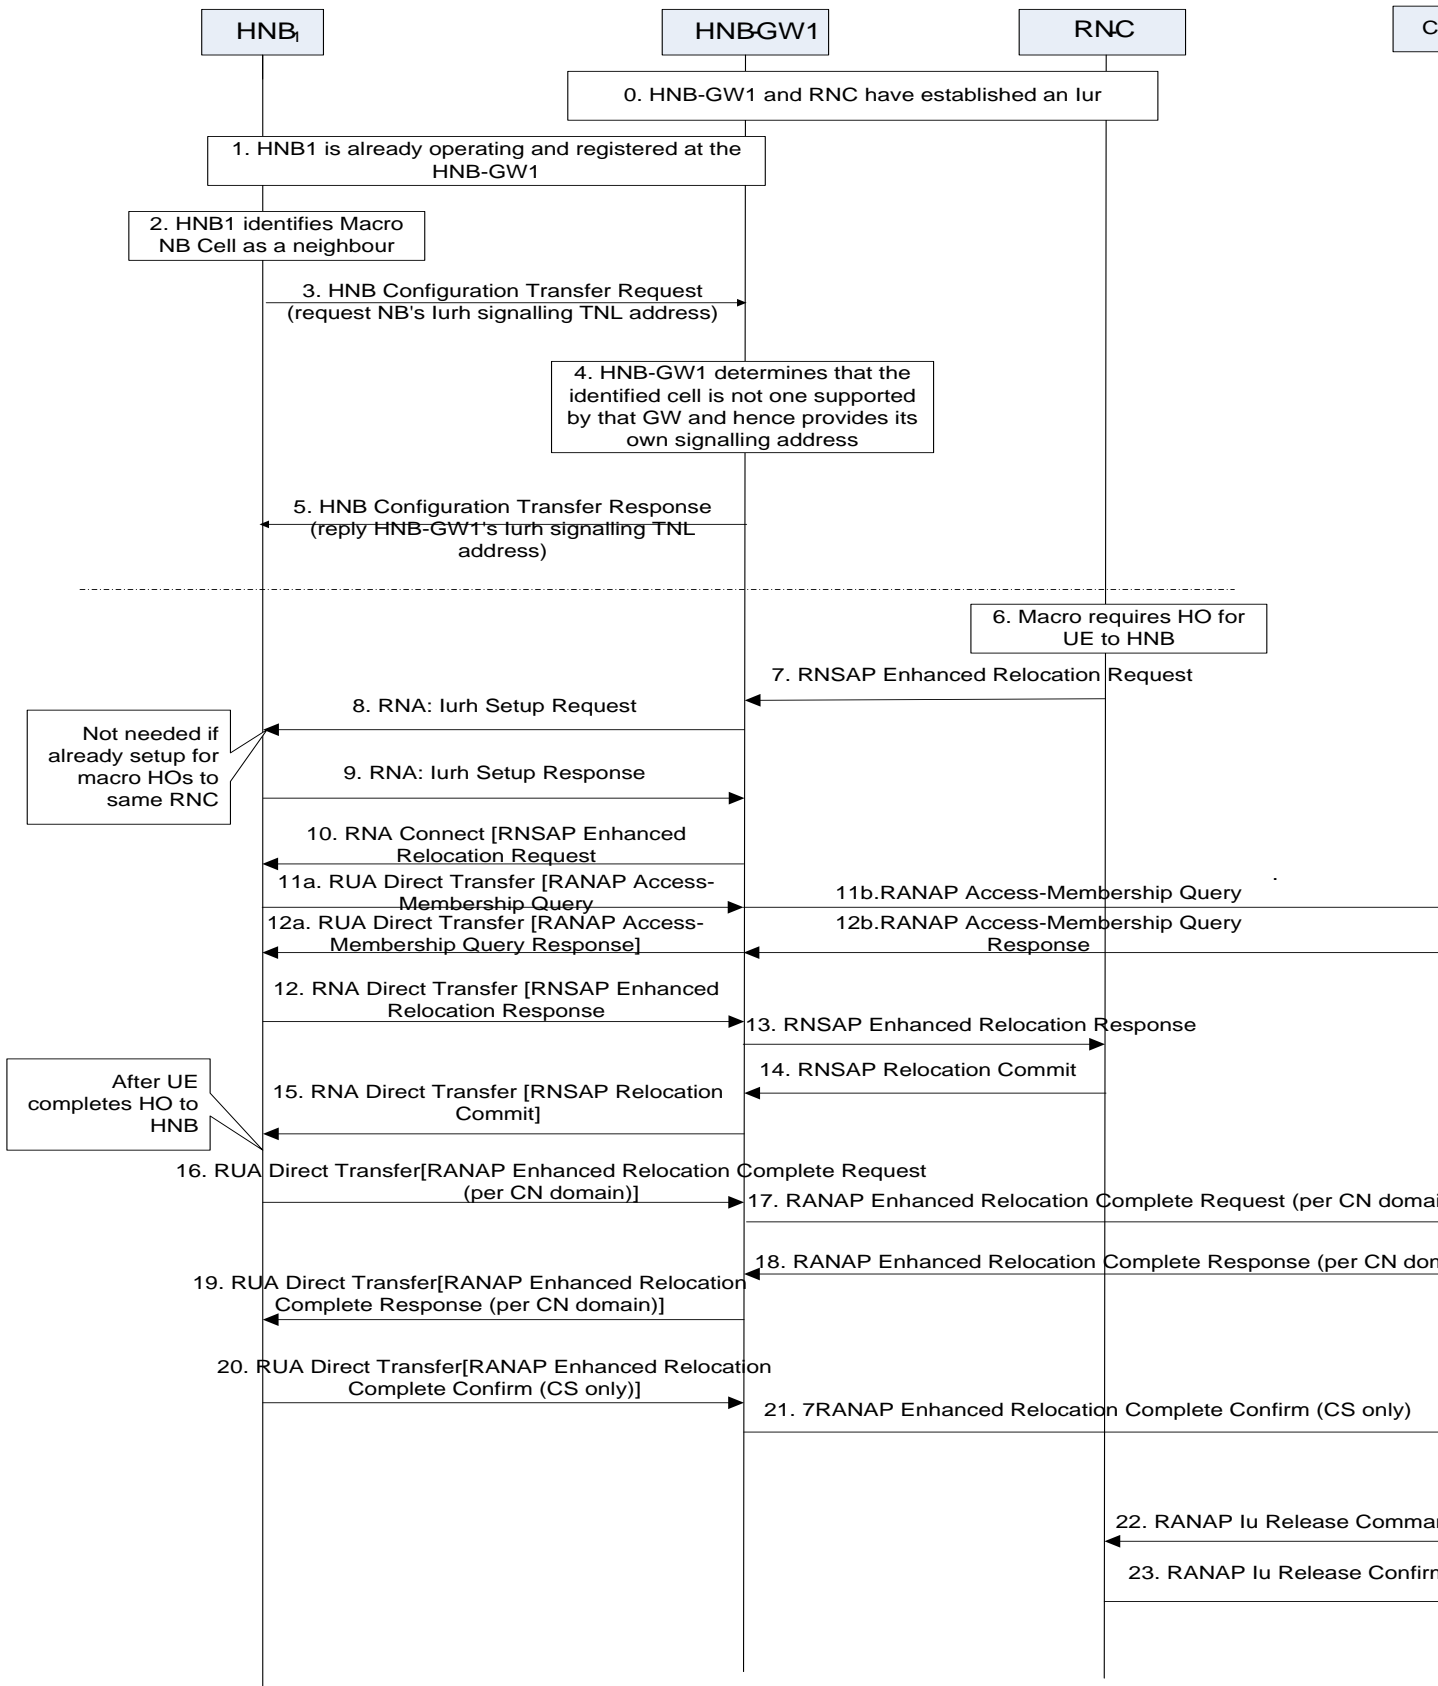 HNB1
HNB-GW1
RNC
C
0. HNB-GW1 and RNC have established an Iur
1. HNB1 is already operating and registered at the
HNB-GW1
2. HNB1 identifies Macro
NB Cell as a neighbour
3. HNB Configuration Transfer Request
(request NB's Iurh signalling TNL address)
4. HNB-GW1 determines that the
identified cell is not one supported
by that GW and hence provides its
own signalling address
5. HNB Configuration Transfer Response
(reply HNB-GW1's Iurh signalling TNL
address)
6. Macro requires HO for
UE to HNB
7. RNSAP Enhanced Relocation Request
8. RNA: Iurh Setup Request
Not needed if
already setup for
macro HOs to
same RNC
9. RNA: Iurh Setup Response
10. RNA Connect [RNSAP Enhanced
Relocation Request
11a. RUA Direct Transfer [RANAP Access-
Membership Query
11b.RANAP Access-Membership Query
.
12a. RUA Direct Transfer [RANAP Access-
Membership Query Response]
12b.RANAP Access-Membership Query
Response
12. RNA Direct Transfer [RNSAP Enhanced
Relocation Response
13. RNSAP Enhanced Relocation Response
14. RNSAP Relocation Commit
15. RNA Direct Transfer [RNSAP Relocation
Commit]
After UE
completes HO to
HNB
16. RUA Direct Transfer[RANAP Enhanced Relocation Complete Request
(per CN domain)]
17. RANAP Enhanced Relocation Complete Request (per CN
18. RANAP Enhanced Relocation Complete Response (per CN
19. RUA Direct Transfer[RANAP Enhanced Relocation
Complete Response (per CN domain)]
20. RUA Direct Transfer[RANAP Enhanced Relocation
Complete Confirm (CS only)]
21. 7RANAP Enhanced Relocation Complete Confirm (CS only)
22. RANAP Iu Release
23. RANAP Iu Release